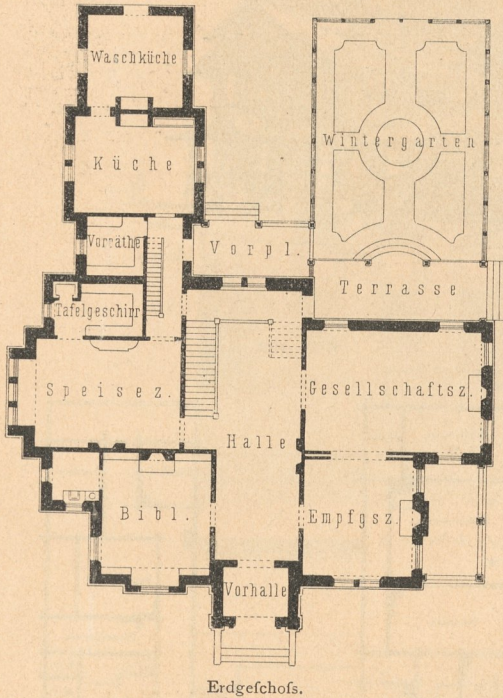 Waschküche
Küche
Wintergarten
Vorräthe
Vorpl.
Terrasse
Tafelgeschirr
Speisez.
Gesellschaftsz.
Halle
Bibl.
Empfgsz.
Vorhalle
Erdgeſchoſs.